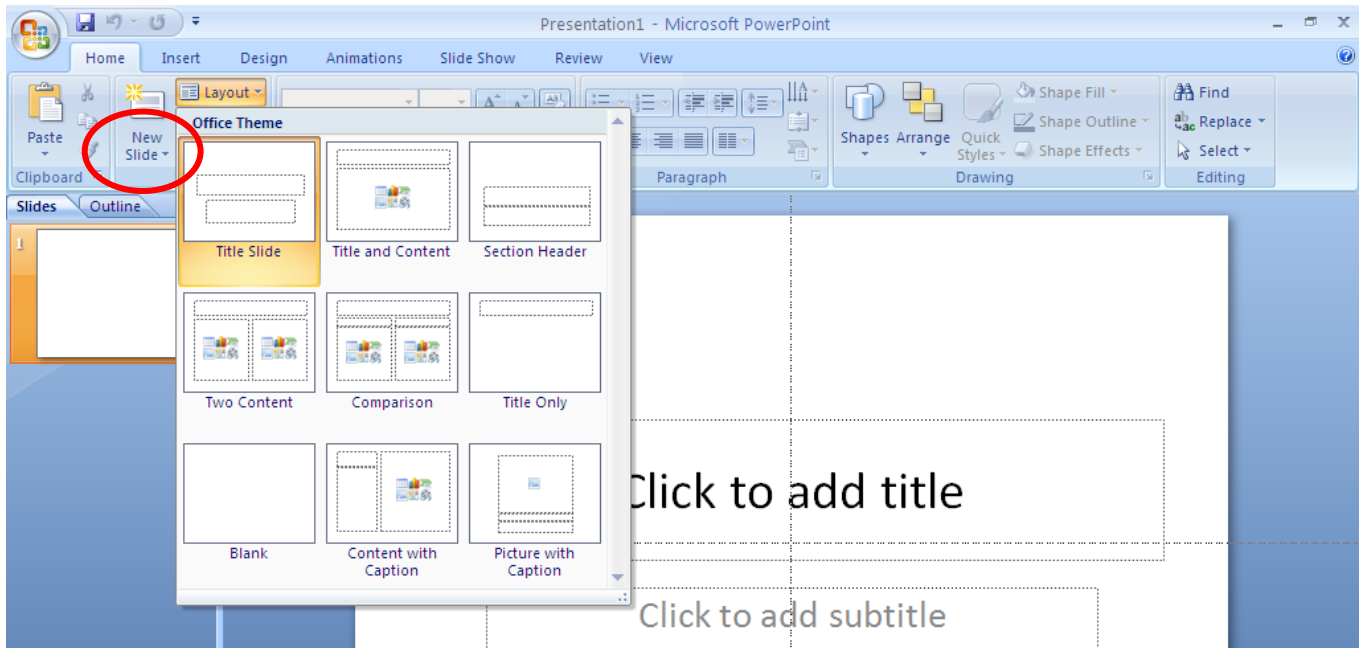 Presentation1 - Microsoft PowerPoint
Home Insert Design Animations Slide Show Review View
Layout
Paste
New
Slide
Clipboard
Shapes Arrange Quick
Styles
Shape Fill
Shape Outline
Shape Effects
Find
Replace
Select
Paragraph
Drawing
Editing
Slides Outline
1
Office Theme
Title Slide
Title and Content
Section Header
Two Content
Comparison
Title Only
Blank
Content with
Caption
Picture with
Caption
Click to add title
Click to add subtitle